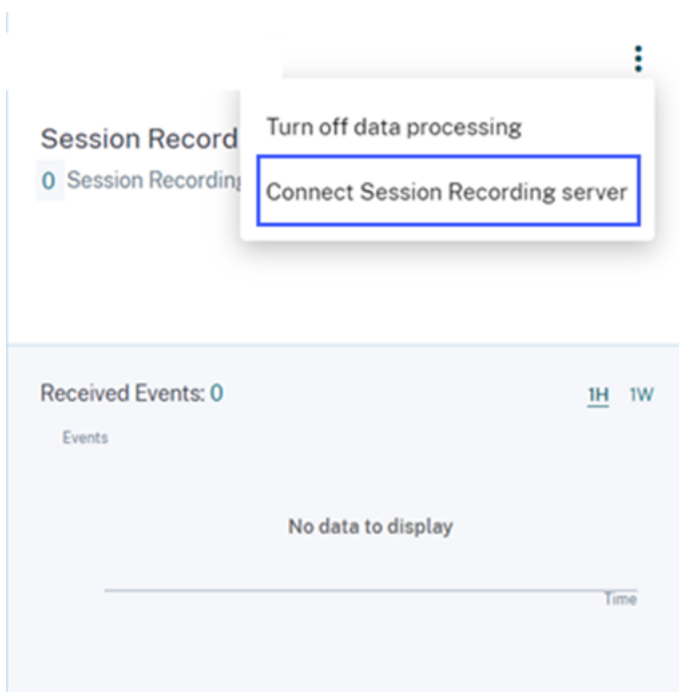 Turn off data processing
Session Record
Connect Session Recording server
0 Session Recording
Received Events: 0
1H 1W
Events
No data to display
Time